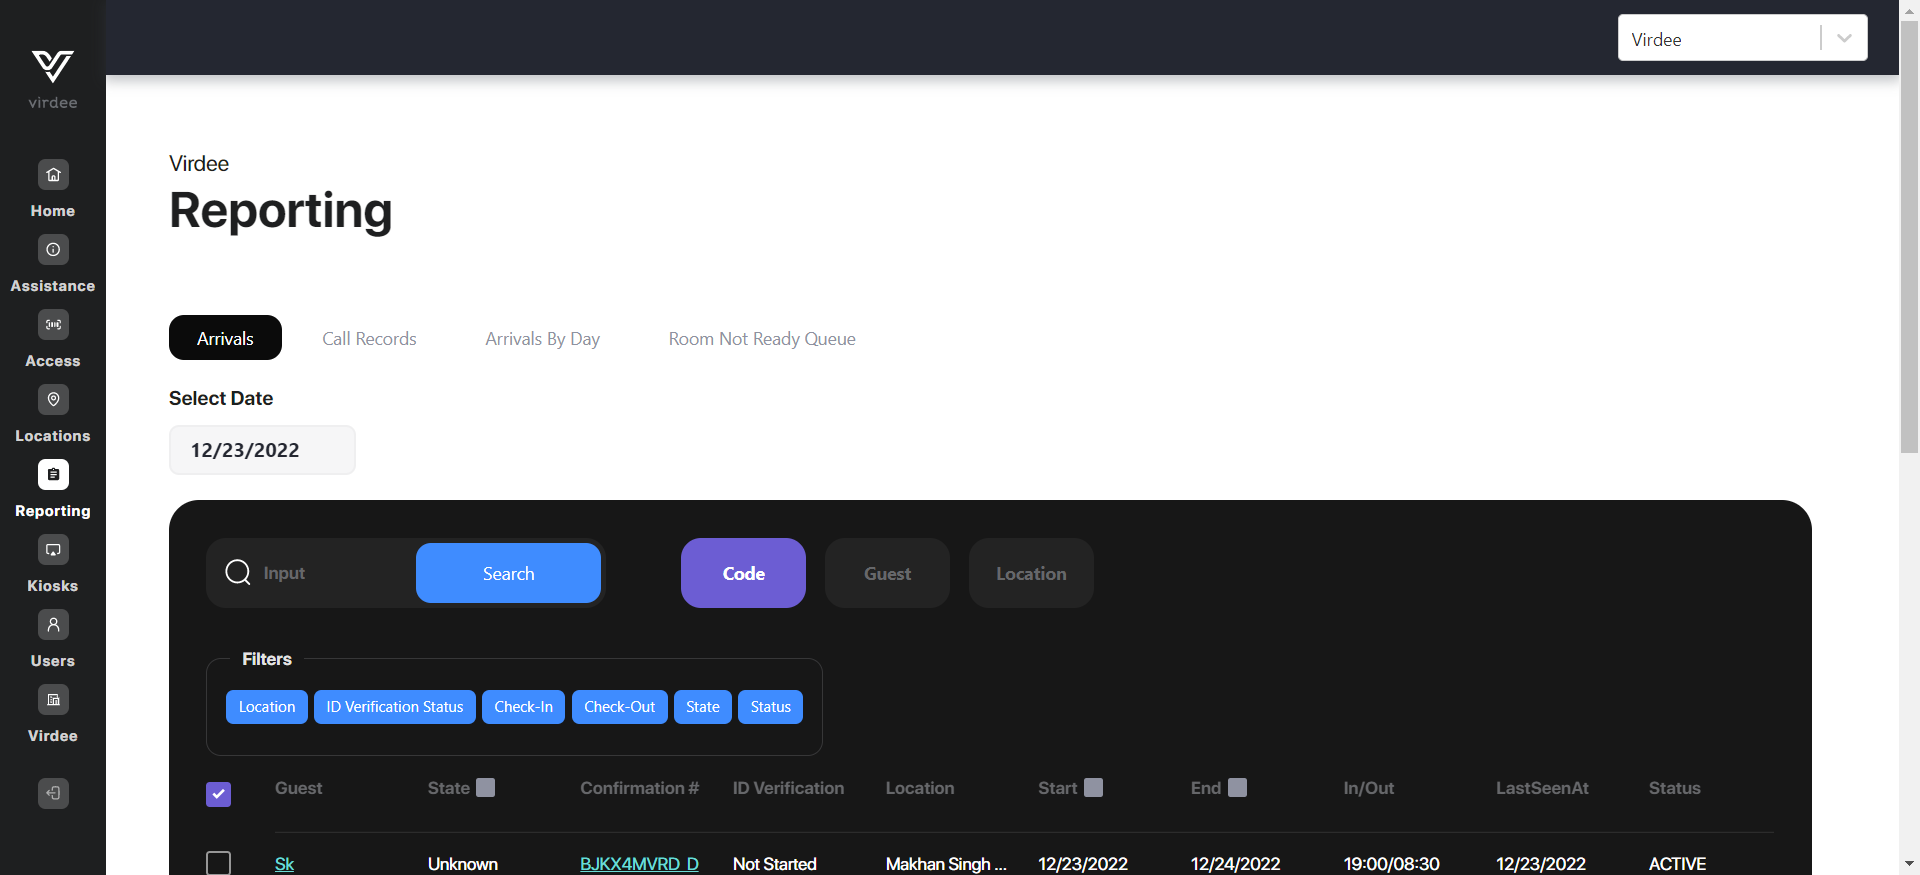 virdee
Home
Assistance
Access
Locations
Reporting
Kiosks
Users
Virdee
Virdee
Virdee
Reporting
Arrivals Call Records Arrivals By Day Room Not Ready Queue
Select Date
12/23/2022
Input Search Code Guest Location
Filters
Location ID Verification Status Check-In Check-Out State Status
Guest State Confirmation # ID Verification Location Start End In/Out LastSeenAt Status
Sk Unknown BJKX4MVRD_D Not Started Makhan Singh ... 12/23/2022 12/24/2022 19:00/08:30 12/23/2022 ACTIVE